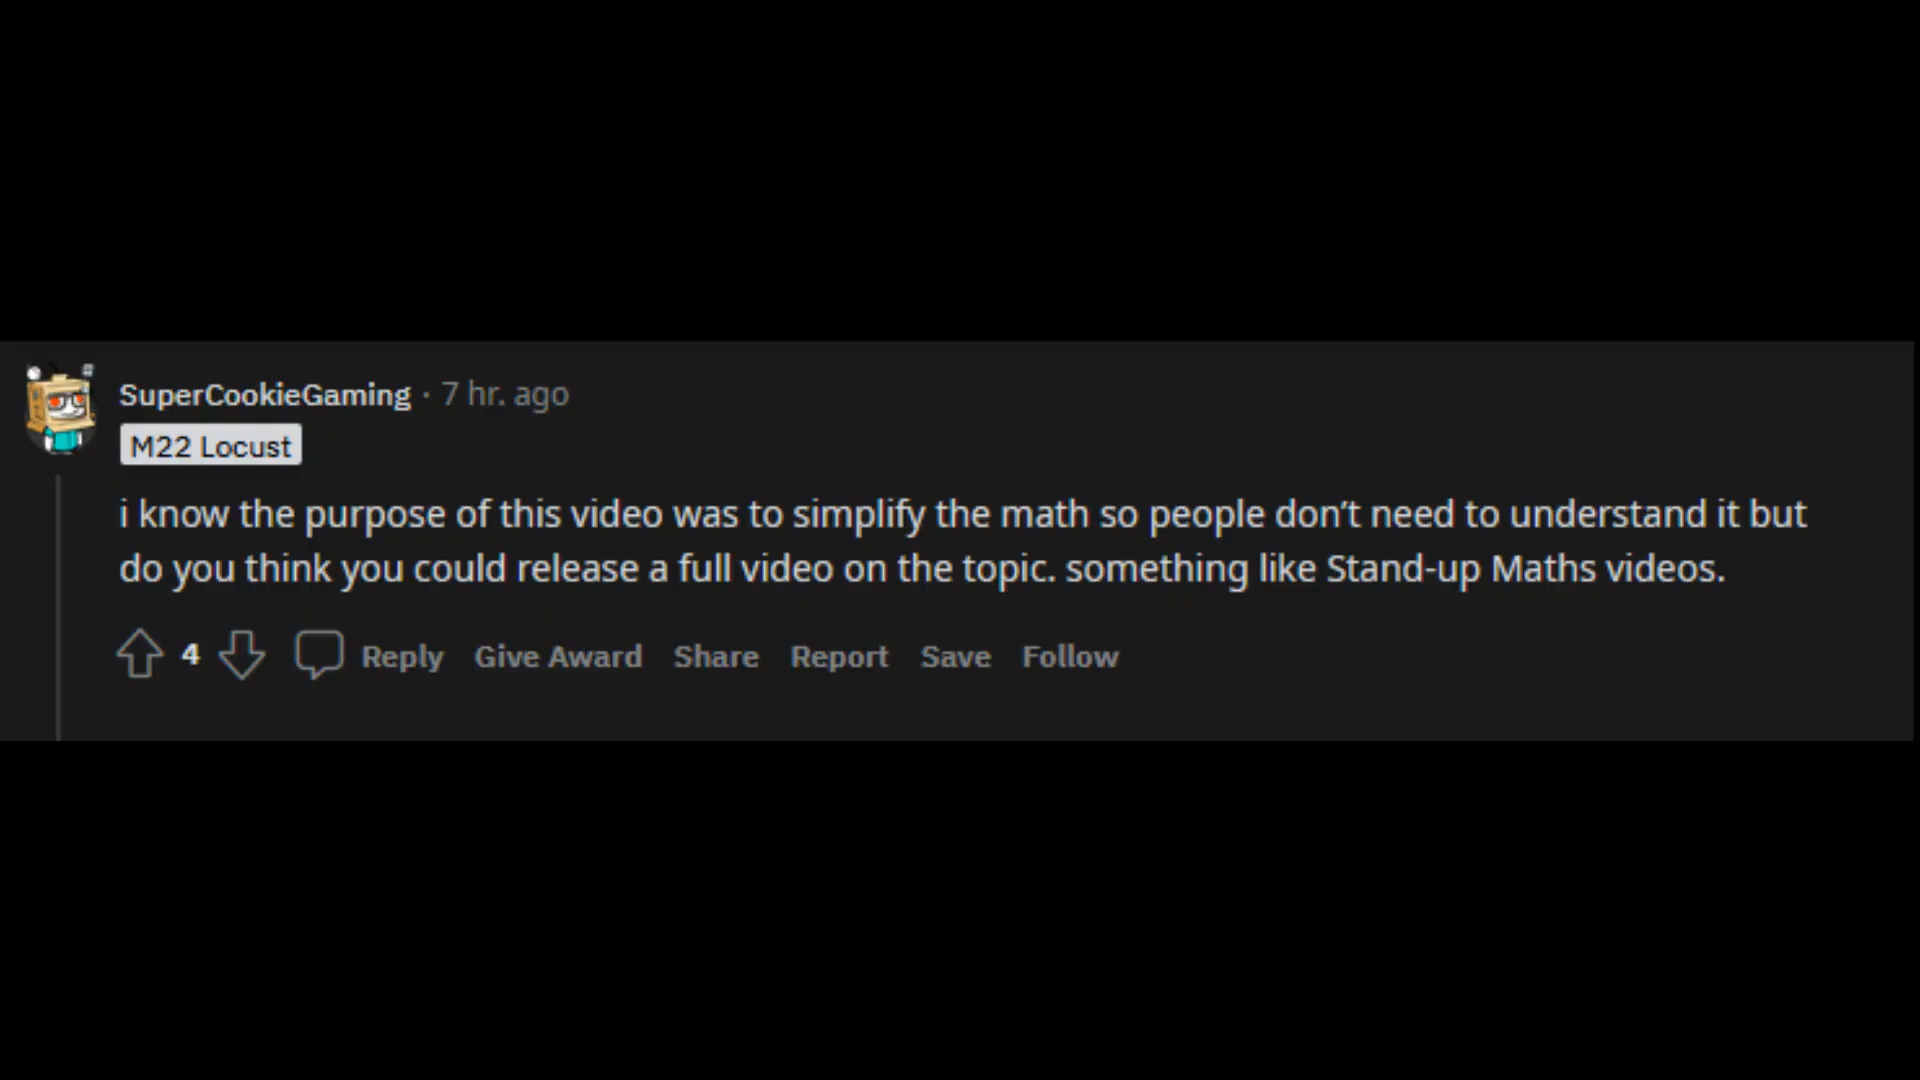 SuperCookieGaming · 7 hr. ago
M22 Locust
i know the purpose of this video was to simplify the math so people don’t need to understand it but
do you think you could release a full video on the topic. something like Stand-up Maths videos.
4 Reply Give Award Share Report Save Follow